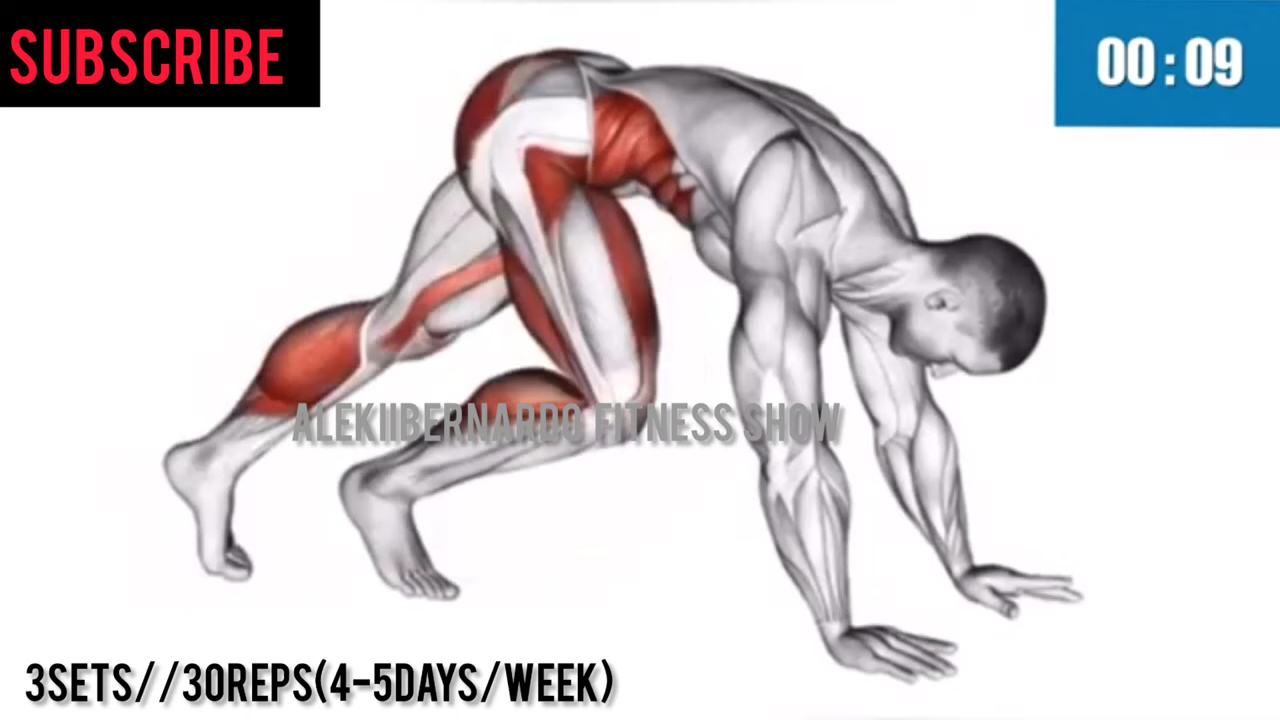 SUBSCRIBE
00:09
ALEKIIBERNARDO FITNESS SHOW
3SETS//30REPS(4-5DAYS/WEEK)